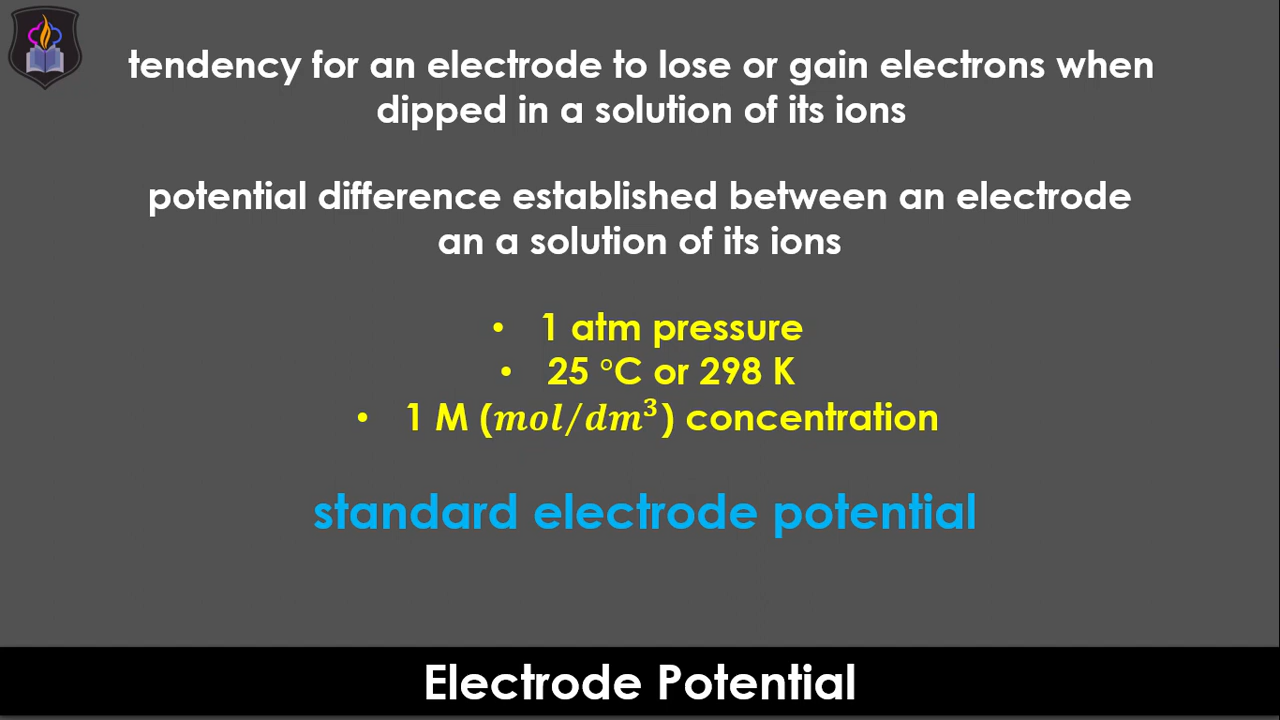 tendency for an electrode to lose or gain electrons when
dipped in a solution of its ions
potential difference established between an electrode
an a solution of its ions
• 1 atm pressure
• 25 °C or 298 K
• 1 M (mol/dm³) concentration
standard electrode potential
Electrode Potential